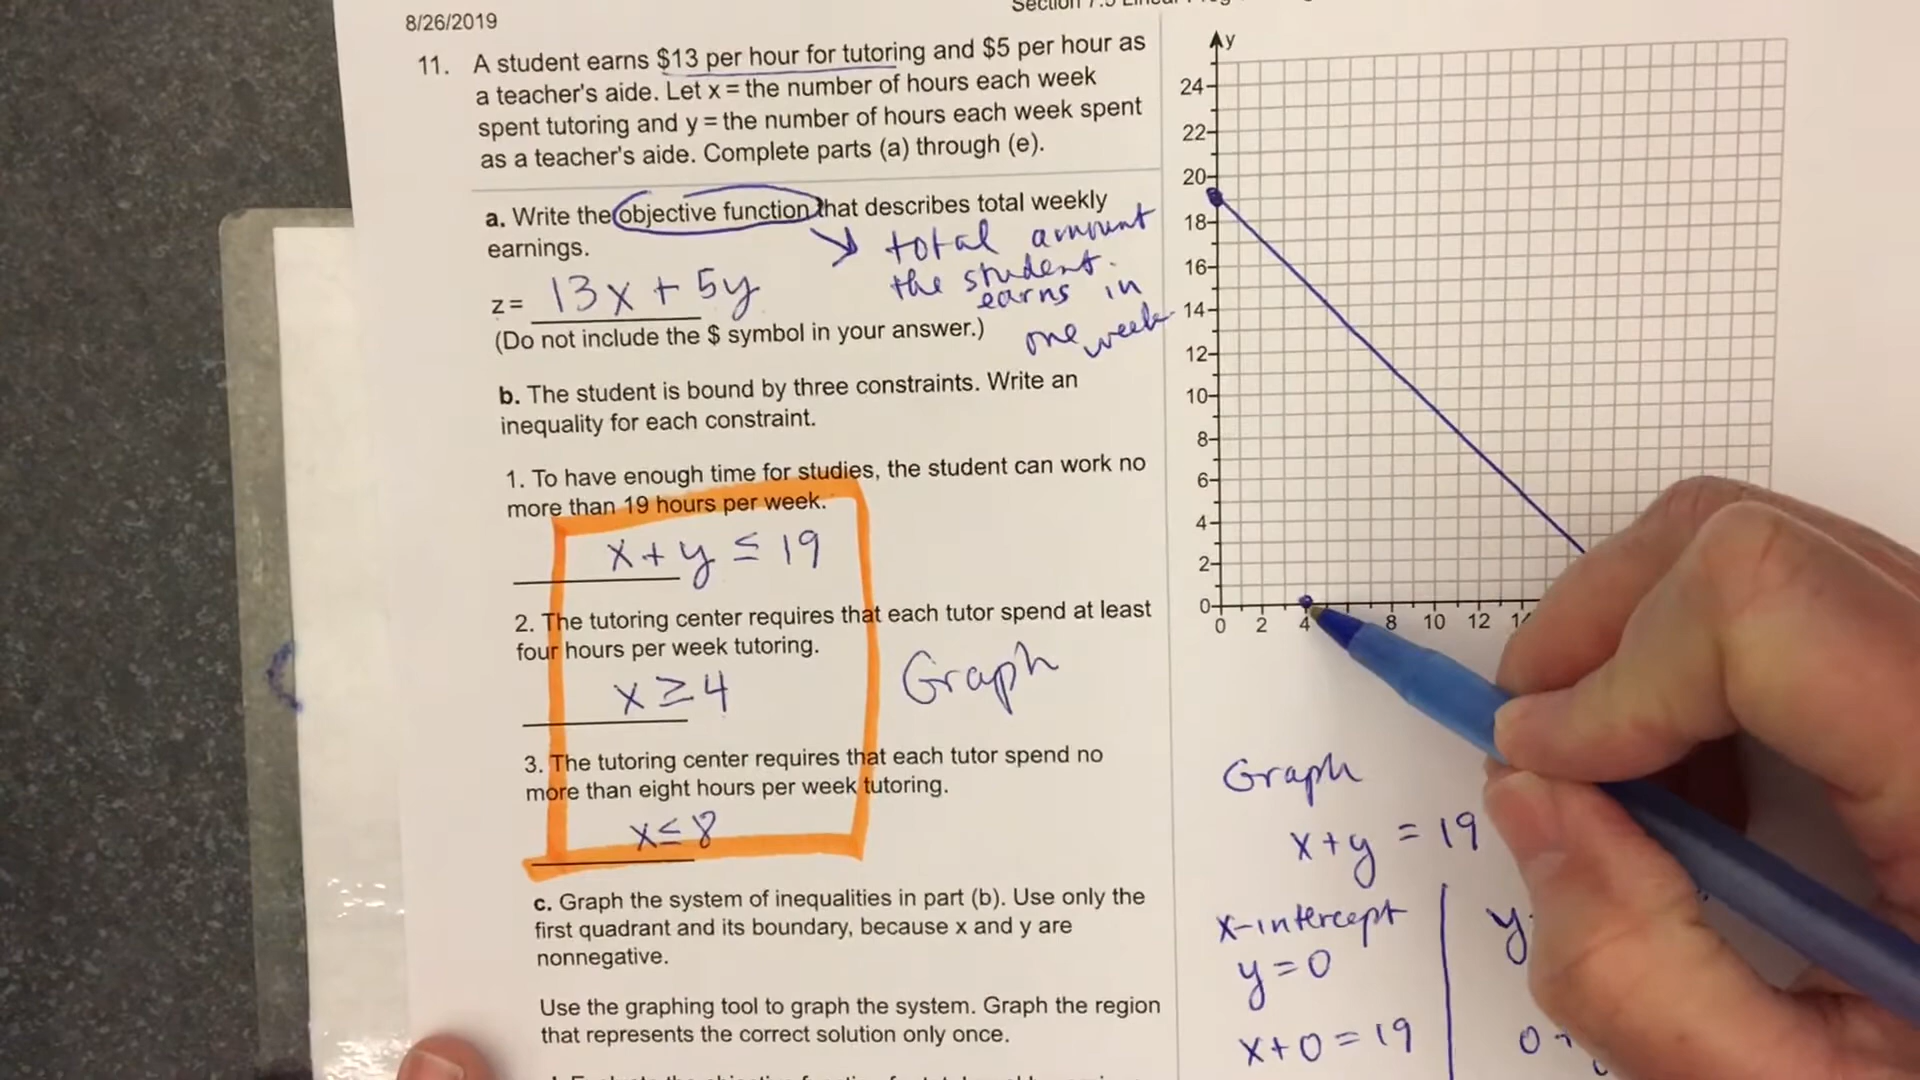 8/26/2019
11. A student earns $13 per hour for tutoring and $5 per hour as
a teacher's aide. Let x = the number of hours each week
spent tutoring and y = the number of hours each week spent
as a teacher's aide. Complete parts (a) through (e).
a. Write the objective function that describes total weekly
earnings.
→ total amount
the student
earns in
one week
z = 13x + 5y
(Do not include the $ symbol in your answer.)
b. The student is bound by three constraints. Write an
inequality for each constraint.
1. To have enough time for studies, the student can work no
more than 19 hours per week.
x + y ≤ 19
2. The tutoring center requires that each tutor spend at least
four hours per week tutoring.
x ≥ 4
Graph
3. The tutoring center requires that each tutor spend no
more than eight hours per week tutoring.
x ≤ 8
c. Graph the system of inequalities in part (b). Use only the
first quadrant and its boundary, because x and y are
nonnegative.
Use the graphing tool to graph the system. Graph the region
that represents the correct solution only once.
y
24
22
20
18
16
14
12
10
8
6
4
2
0
0 2 4 8 10 12
Graph
x + y = 19
x-intercept
y = 0
x + 0 = 19
y
0